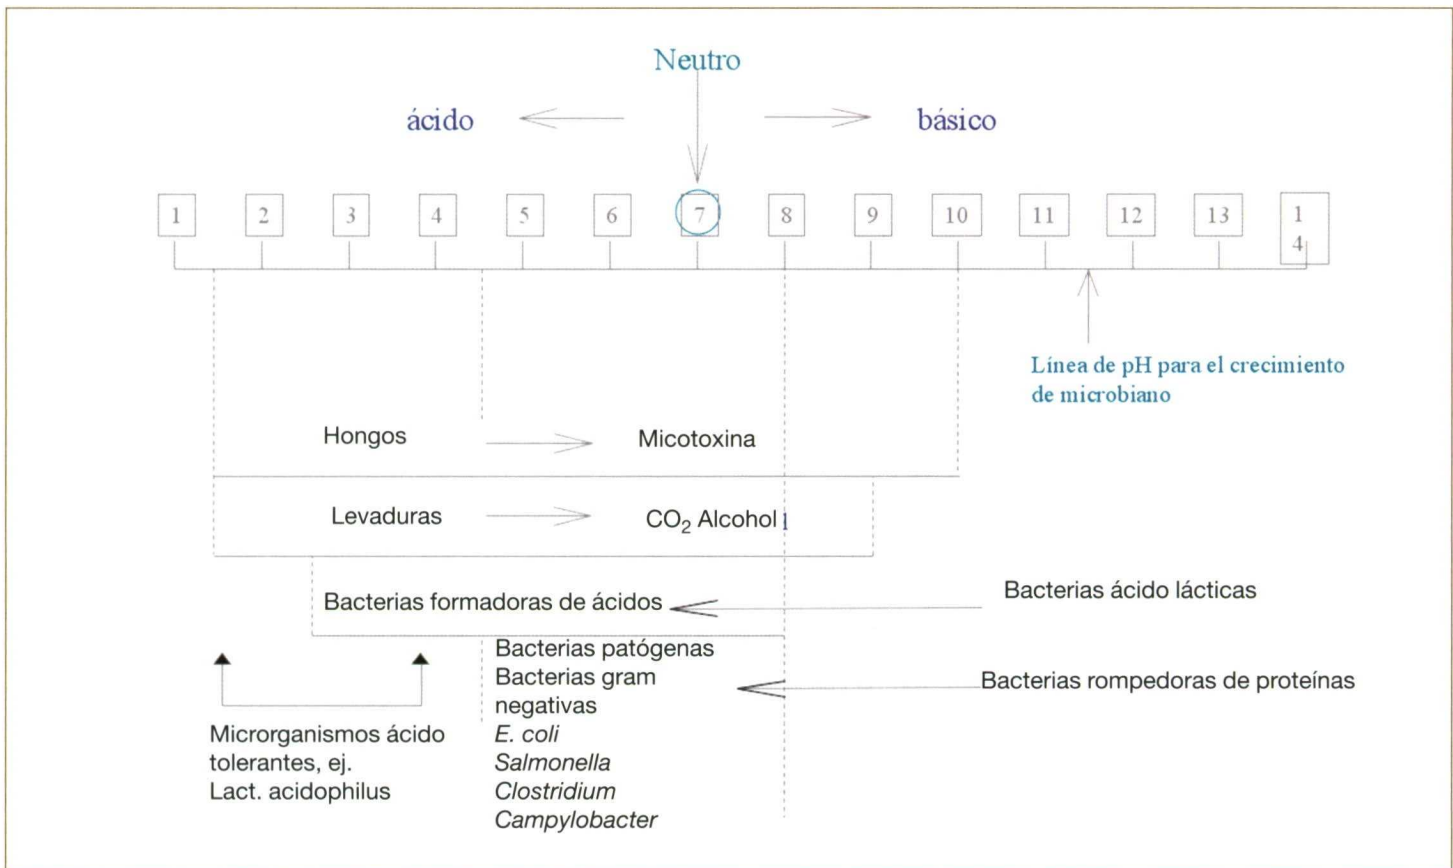 Neutro
ácido
básico
1 2 3 4 5 6 7 8 9 10 11 12 13 1
4
Línea de pH para el crecimiento
de microbiano
Hongos
Micotoxina
Levaduras
CO₂ Alcohol
Bacterias formadoras de ácidos
Bacterias ácido lácticas
Bacterias patógenas
Bacterias gram
negativas
E. coli
Salmonella
Clostridium
Campylobacter
Bacterias rompedoras de proteínas
Microrganismos ácido
tolerantes, ej.
Lact. acidophilus